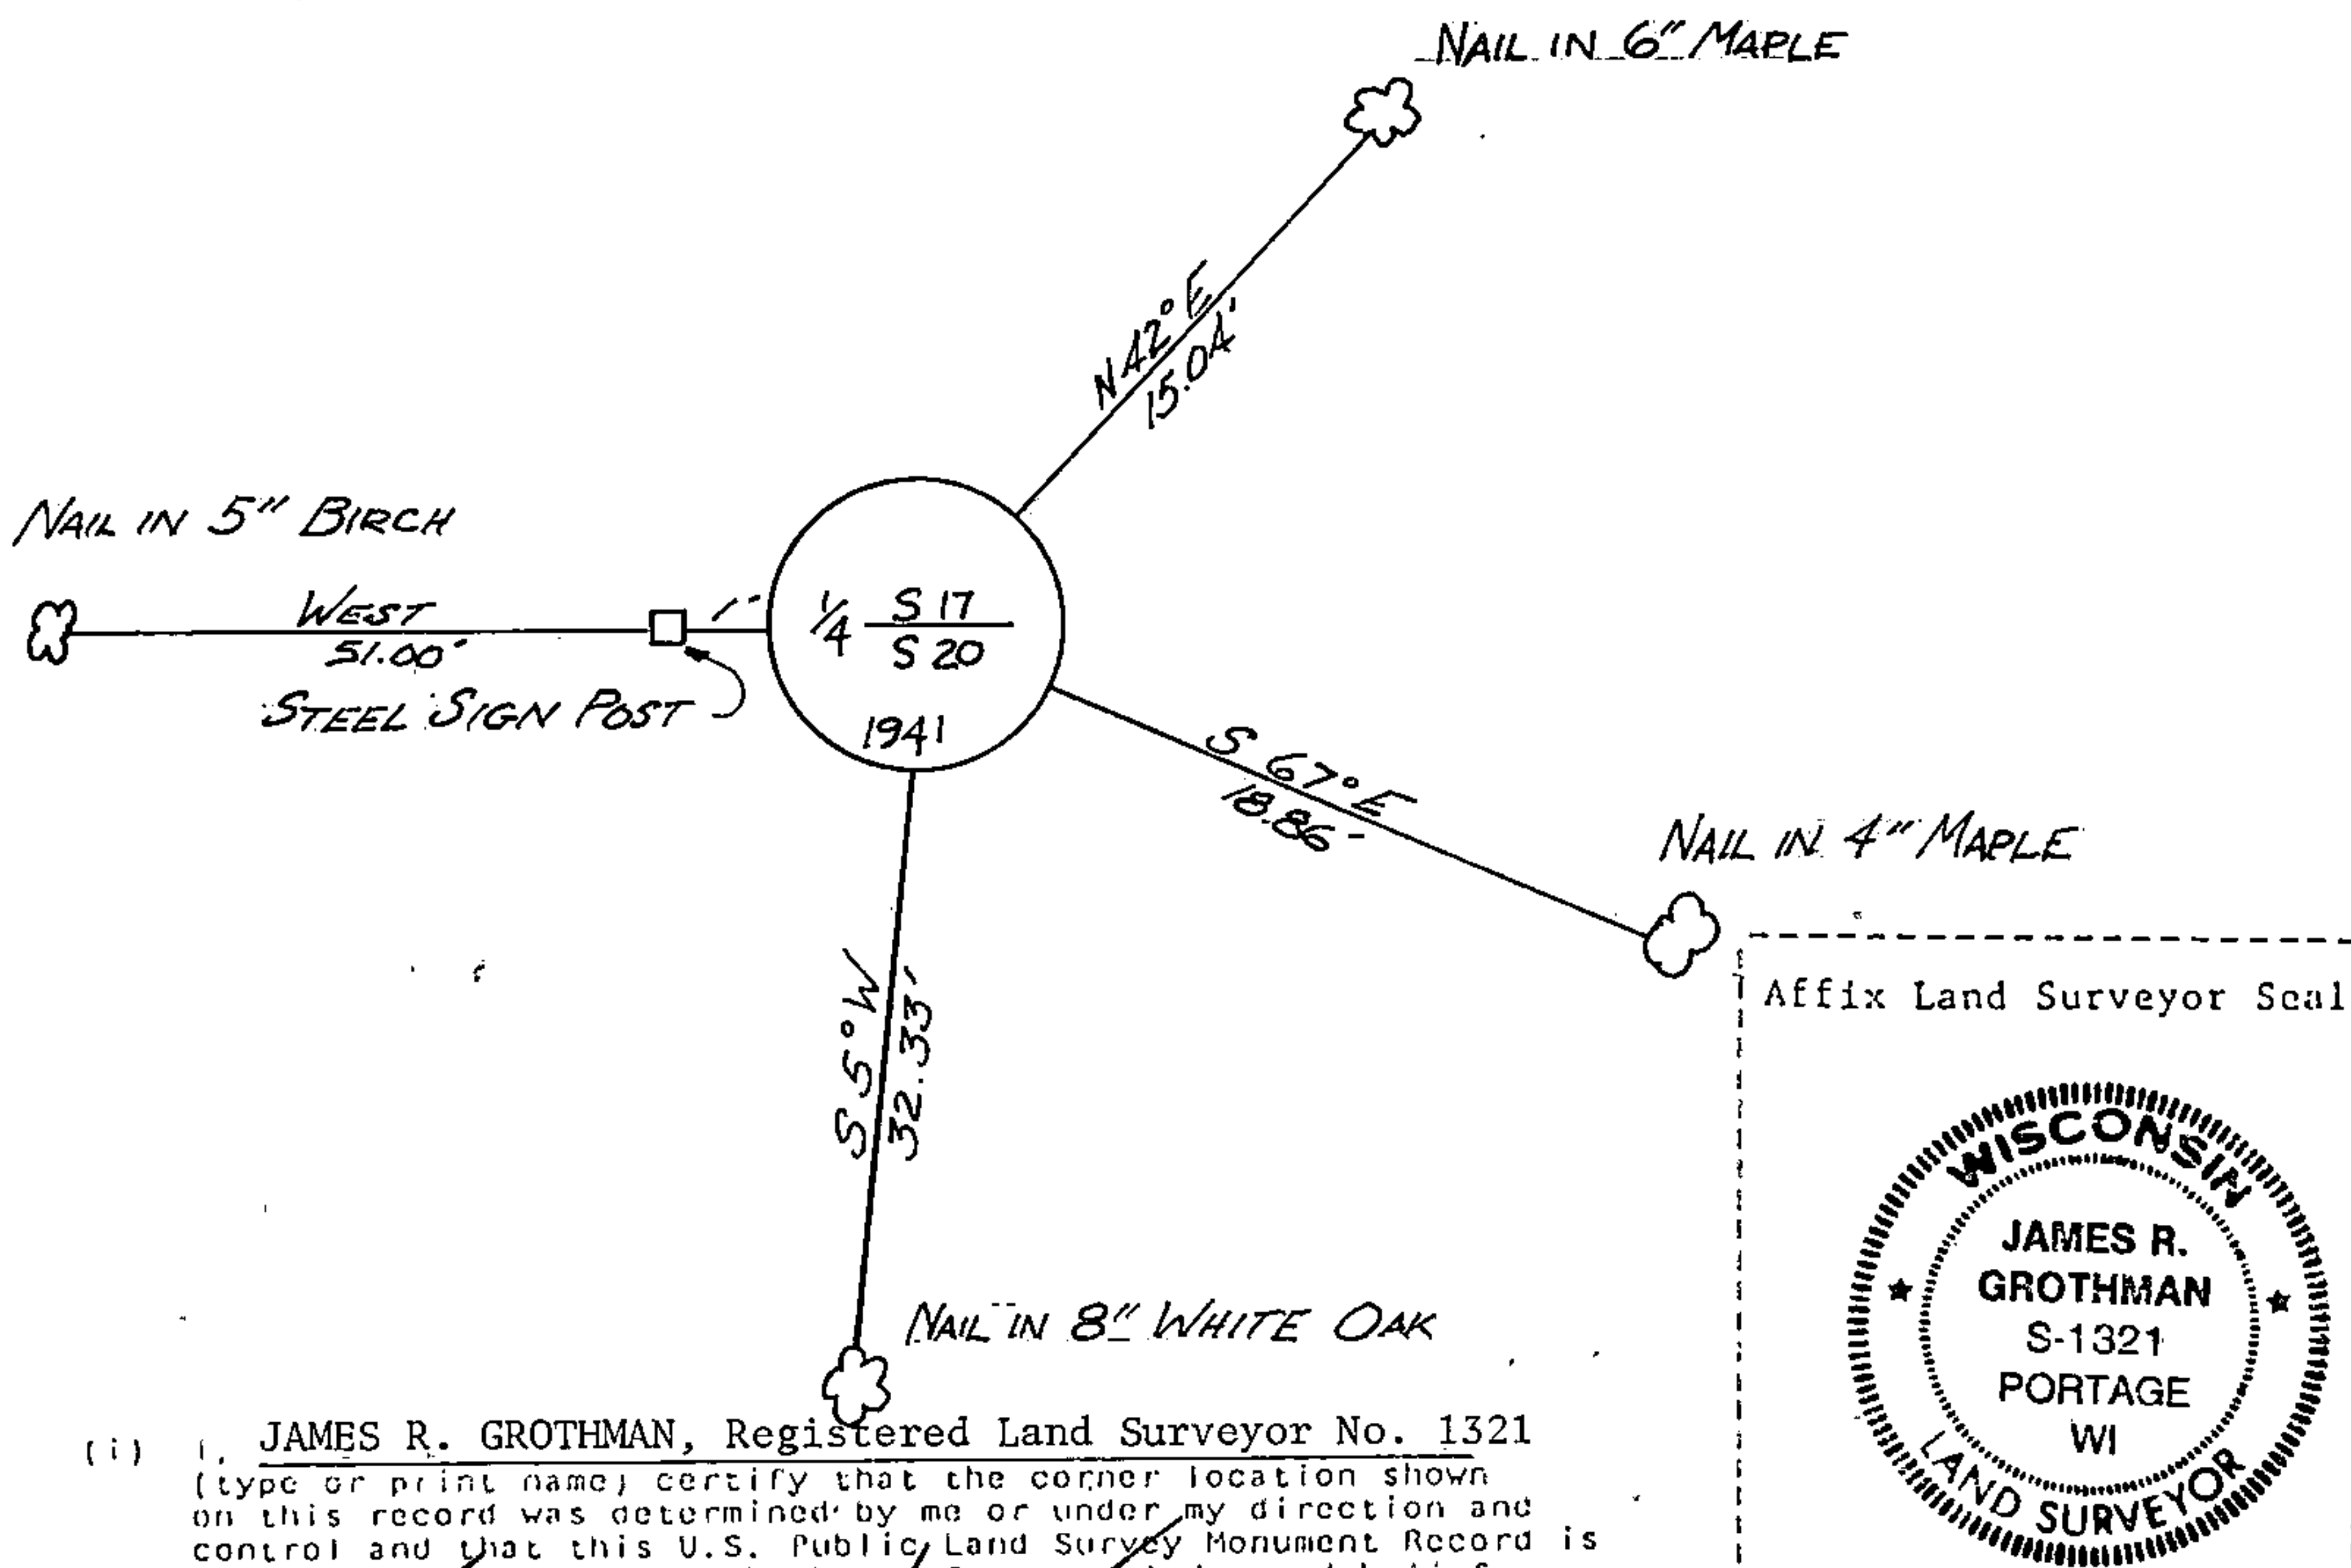 NAIL IN 6" MAPLE
N 42° E
15.04'
NAIL IN 5" BIRCH
WEST
51.00'
1'
STEEL SIGN POST
1/4 S 17
S 20
1941
S 67° E
18.86'
NAIL IN 4" MAPLE
S 5° W
32.33'
NAIL IN 8" WHITE OAK
Affix Land Surveyor Seal
WISCONSIN
JAMES R.
GROTHMAN
S-1321
PORTAGE
WI
LAND SURVEYOR
(i) I, JAMES R. GROTHMAN, Registered Land Surveyor No. 1321
(type or print name) certify that the corner location shown
on this record was determined by me or under my direction and
control and that this U.S. Public Land Survey Monument Record is